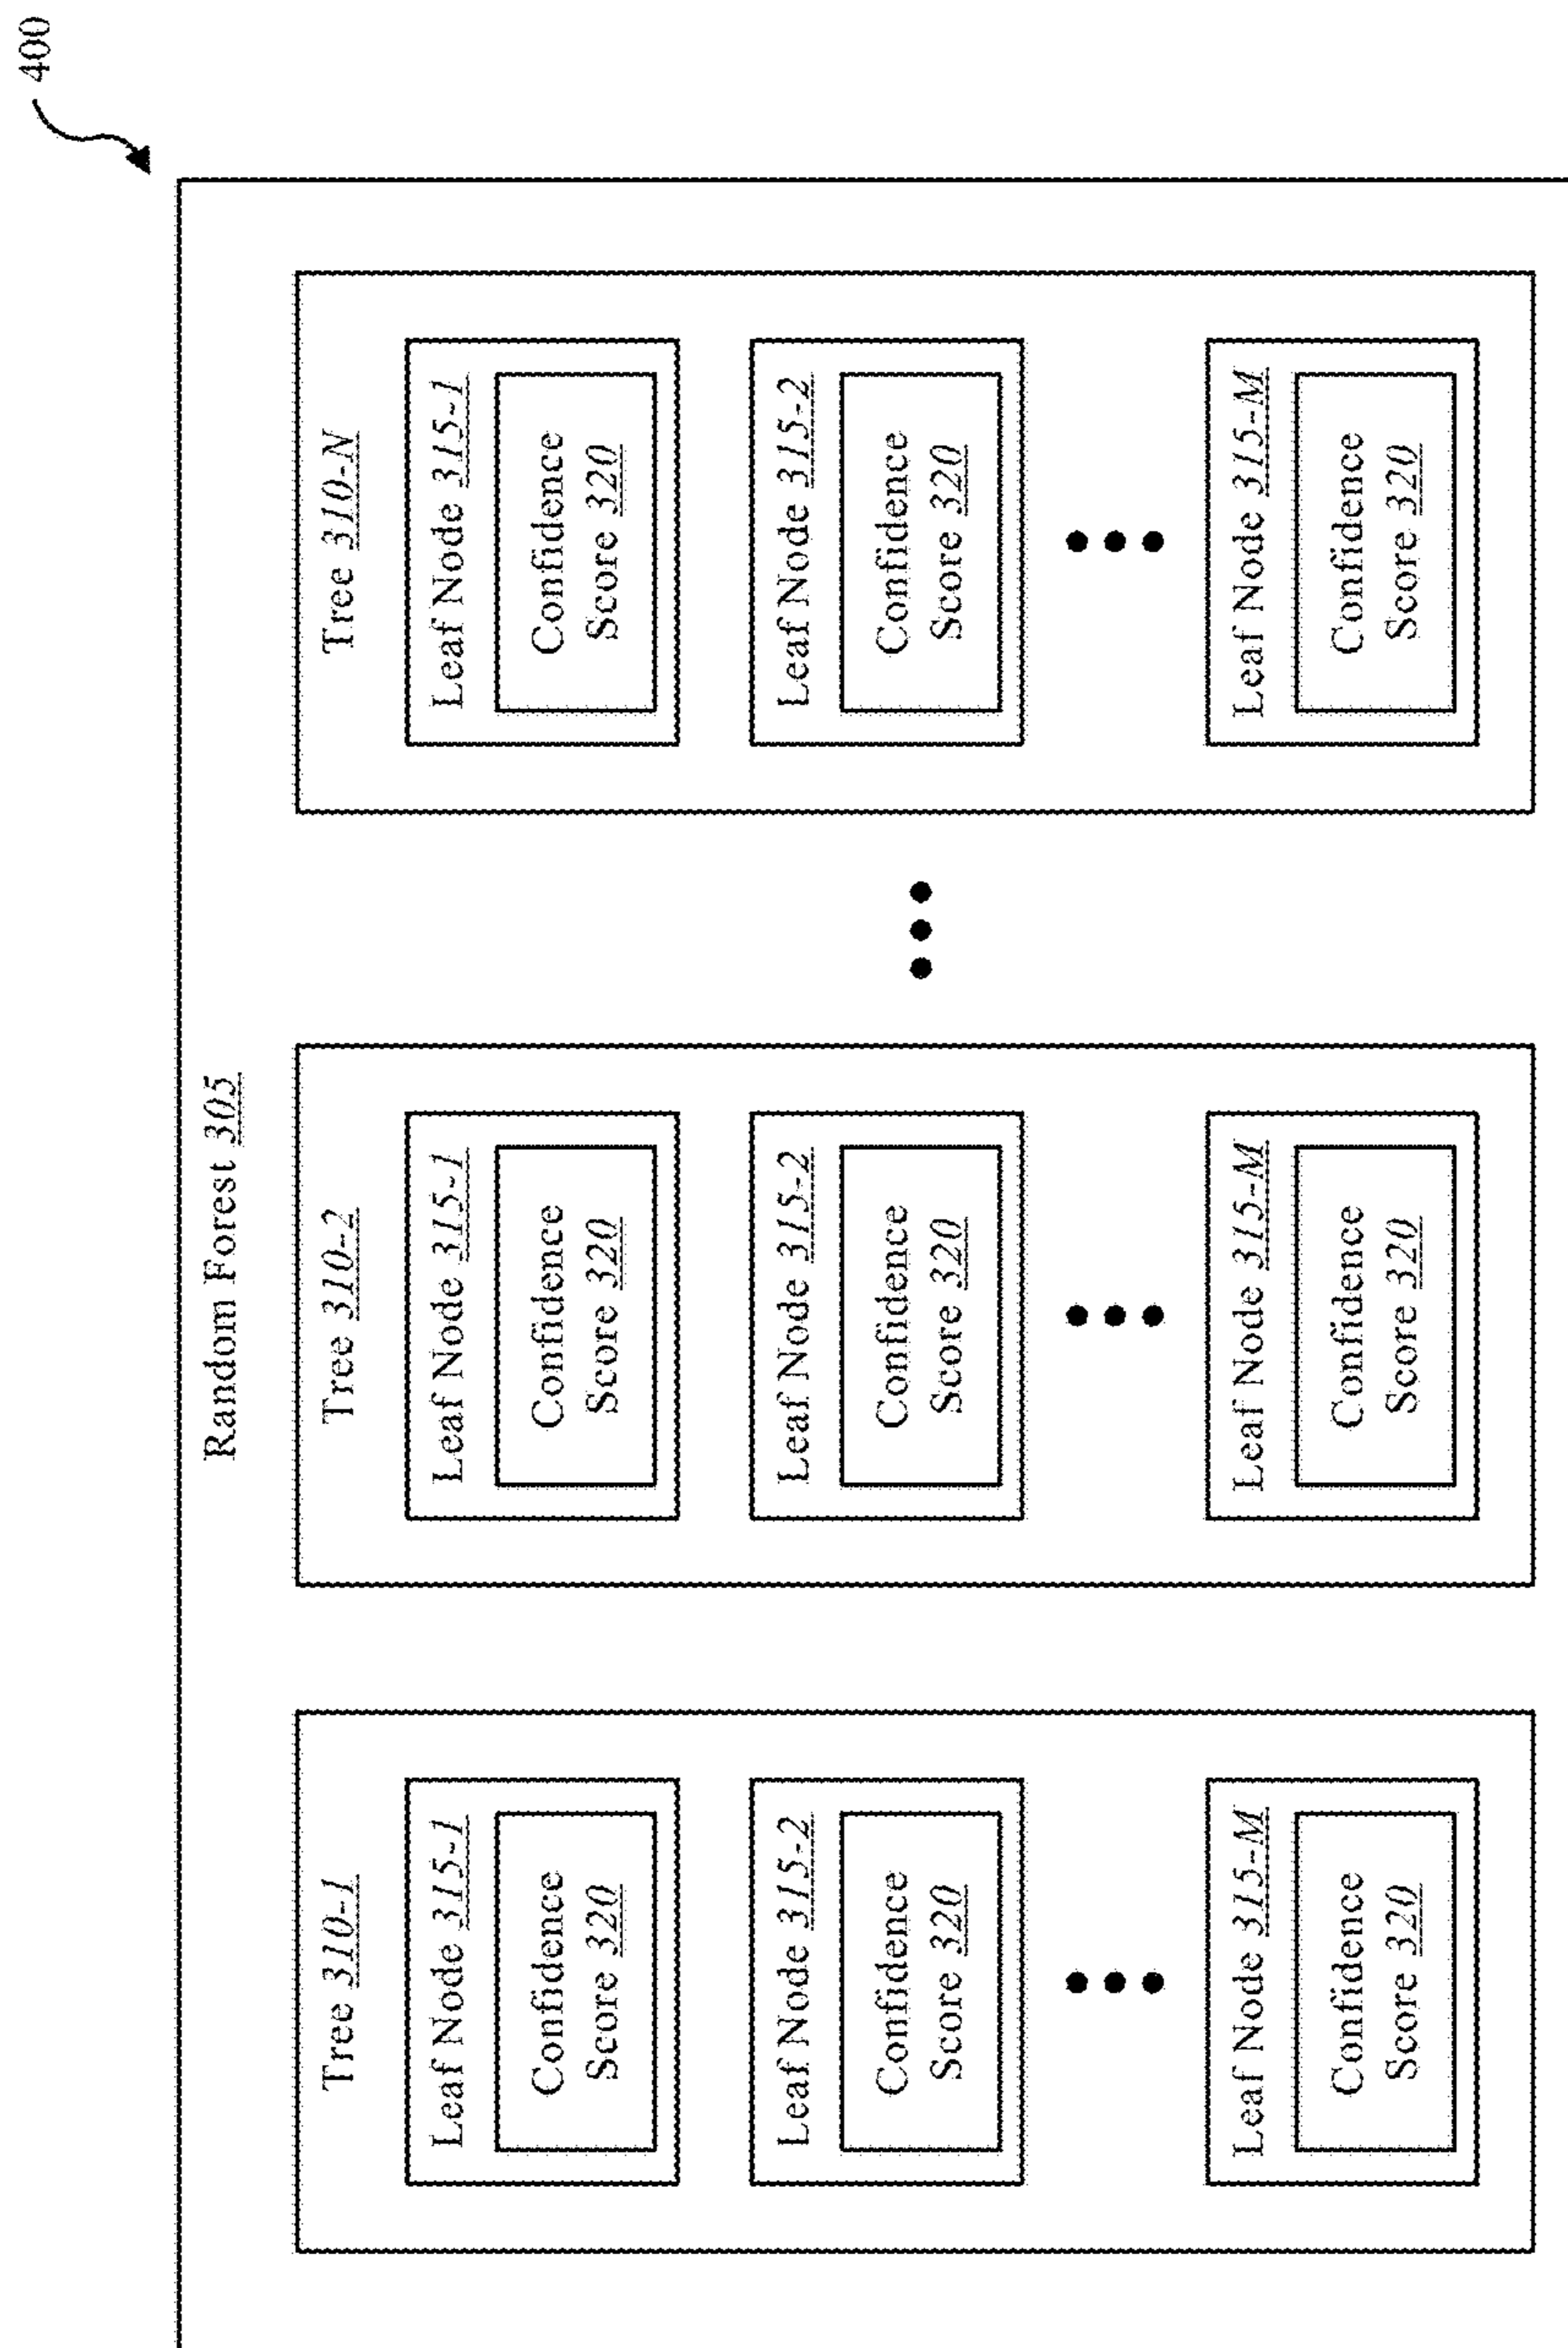 400
Random Forest 305
Tree 310-1
Leaf Node 315-1
Confidence
Score 320
Leaf Node 315-2
Confidence
Score 320
Leaf Node 315-M
Confidence
Score 320
Tree 310-2
Leaf Node 315-1
Confidence
Score 320
Leaf Node 315-2
Confidence
Score 320
Leaf Node 315-M
Confidence
Score 320
Tree 310-N
Leaf Node 315-1
Confidence
Score 320
Leaf Node 315-2
Confidence
Score 320
Leaf Node 315-M
Confidence
Score 320